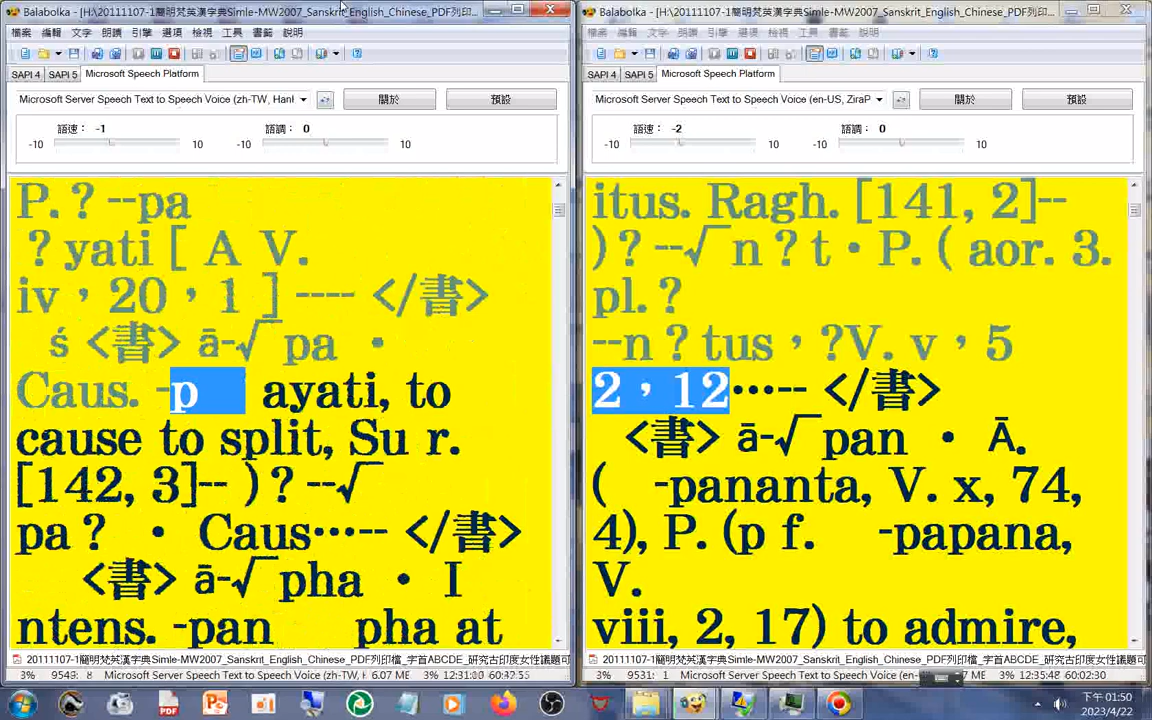 Balabolka - [H:\20111107-1簡明梵英漢字典Simle-MW2007_Sanskrit_English_Chinese_PDF列印...
檔案 編輯 文字 朗讀 引擎 選項 檢視 工具 書籤 說明
SAPI 4 SAPI 5 Microsoft Speech Platform
Microsoft Server Speech Text to Speech Voice (zh-TW, HanH
關於 預設
語速： -1 語調： 0
-10 10 -10 10
P. ? --pa
? yati [ A V.
iv，20，1 ] ---- </書>
ś <書> ā-√pa •
Caus. -p ayati, to
cause to split, Su r.
[142, 3]-- ) ? --√
pa ? • Caus…-- </書>
<書> ā-√pha • I
ntens. -pan pha at
20111107-1簡明梵英漢字典Simle-MW2007_Sanskrit_English_Chinese_PDF列印檔_字首ABCDE_研究古印度女性議題可
3% 9549: 8 Microsoft Server Speech Text to Speech Voice (zh-TW, H 6.07 MB 3% 12:31:00 60:42:55
Balabolka - [H:\20111107-1簡明梵英漢字典Simle-MW2007_Sanskrit_English_Chinese_PDF列印...
檔案 編輯 文字 朗讀 引擎 選項 檢視 工具 書籤 說明
SAPI 4 SAPI 5 Microsoft Speech Platform
Microsoft Server Speech Text to Speech Voice (en-US, ZiraP
關於 預設
語速： -2 語調： 0
-10 10 -10 10
itus. Ragh. [141, 2]--
) ? --√n ? t • P. ( aor. 3.
pl. ?
--n ? tus，?V. v，5
2，12…-- </書>
<書> ā-√pan • Ā.
( -pananta, V. x, 74,
4), P. (p f. -papana,
V.
viii, 2, 17) to admire,
20111107-1簡明梵英漢字典Simle-MW2007_Sanskrit_English_Chinese_PDF列印檔_字首ABCDE_研究古印度女性議題可
3% 9531: 1 Microsoft Server Speech Text to Speech Voice (en-US, 3% 12:35:48 60:02:30
下午 01:50
2023/4/22